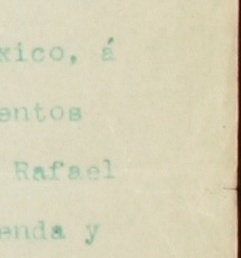 xico, á
entos
Rafael
enda y